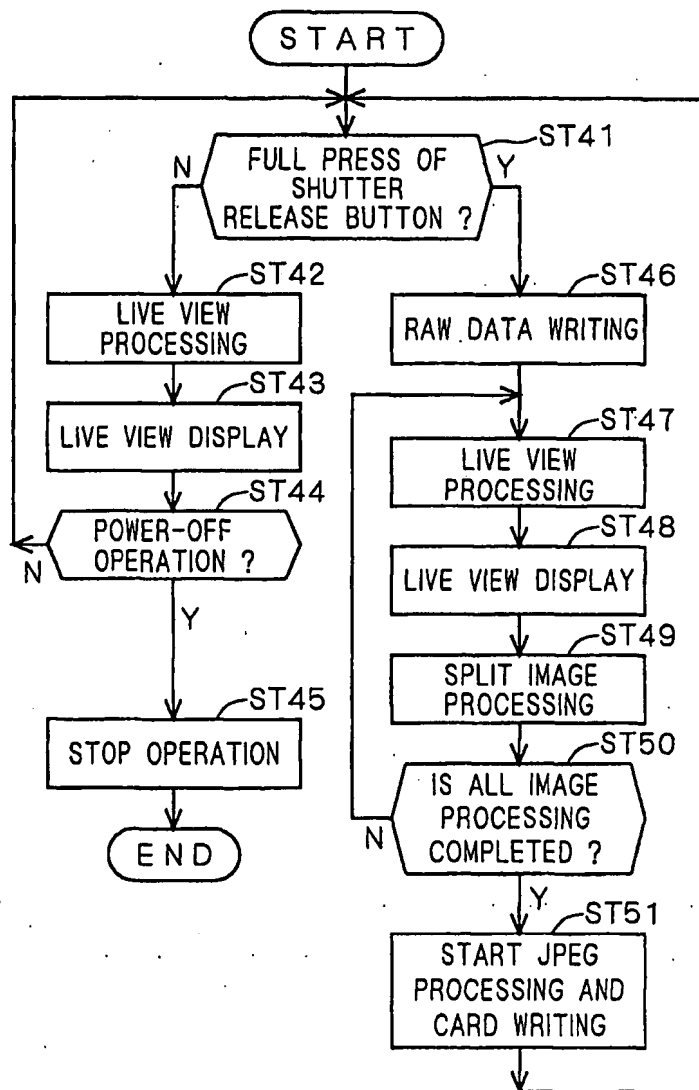 START
ST41
FULL PRESS OF
SHUTTER
RELEASE BUTTON ?
N
Y
ST42
LIVE VIEW
PROCESSING
ST43
LIVE VIEW DISPLAY
ST44
POWER-OFF
OPERATION ?
N
Y
ST45
STOP OPERATION
END
ST46
RAW DATA WRITING
ST47
LIVE VIEW
PROCESSING
ST48
LIVE VIEW DISPLAY
ST49
SPLIT IMAGE
PROCESSING
ST50
IS ALL IMAGE
PROCESSING
COMPLETED ?
N
Y
ST51
START JPEG
PROCESSING AND
CARD WRITING